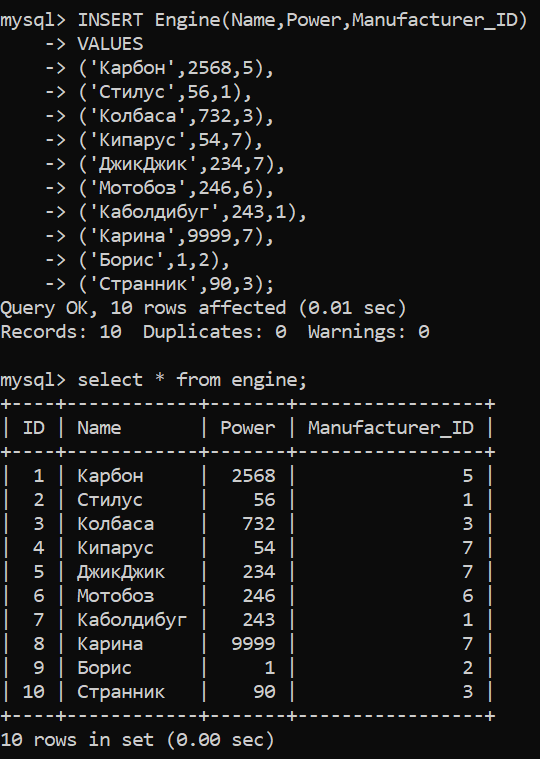 mysql> INSERT Engine(Name,Power,Manufacturer_ID)
    -> VALUES
    -> ('Карбон',2568,5),
    -> ('Стилус',56,1),
    -> ('Колбаса',732,3),
    -> ('Кипарус',54,7),
    -> ('ДжикДжик',234,7),
    -> ('Мотобоз',246,6),
    -> ('Каболдибуг',243,1),
    -> ('Карина',9999,7),
    -> ('Борис',1,2),
    -> ('Странник',90,3);
Query OK, 10 rows affected (0.01 sec)
Records: 10  Duplicates: 0  Warnings: 0

mysql> select * from engine;
+----+------------+-------+-----------------+
| ID | Name       | Power | Manufacturer_ID |
+----+------------+-------+-----------------+
|  1 | Карбон     |  2568 |               5 |
|  2 | Стилус     |    56 |               1 |
|  3 | Колбаса    |   732 |               3 |
|  4 | Кипарус    |    54 |               7 |
|  5 | ДжикДжик   |   234 |               7 |
|  6 | Мотобоз    |   246 |               6 |
|  7 | Каболдибуг |   243 |               1 |
|  8 | Карина     |  9999 |               7 |
|  9 | Борис      |     1 |               2 |
| 10 | Странник   |    90 |               3 |
+----+------------+-------+-----------------+
10 rows in set (0.00 sec)